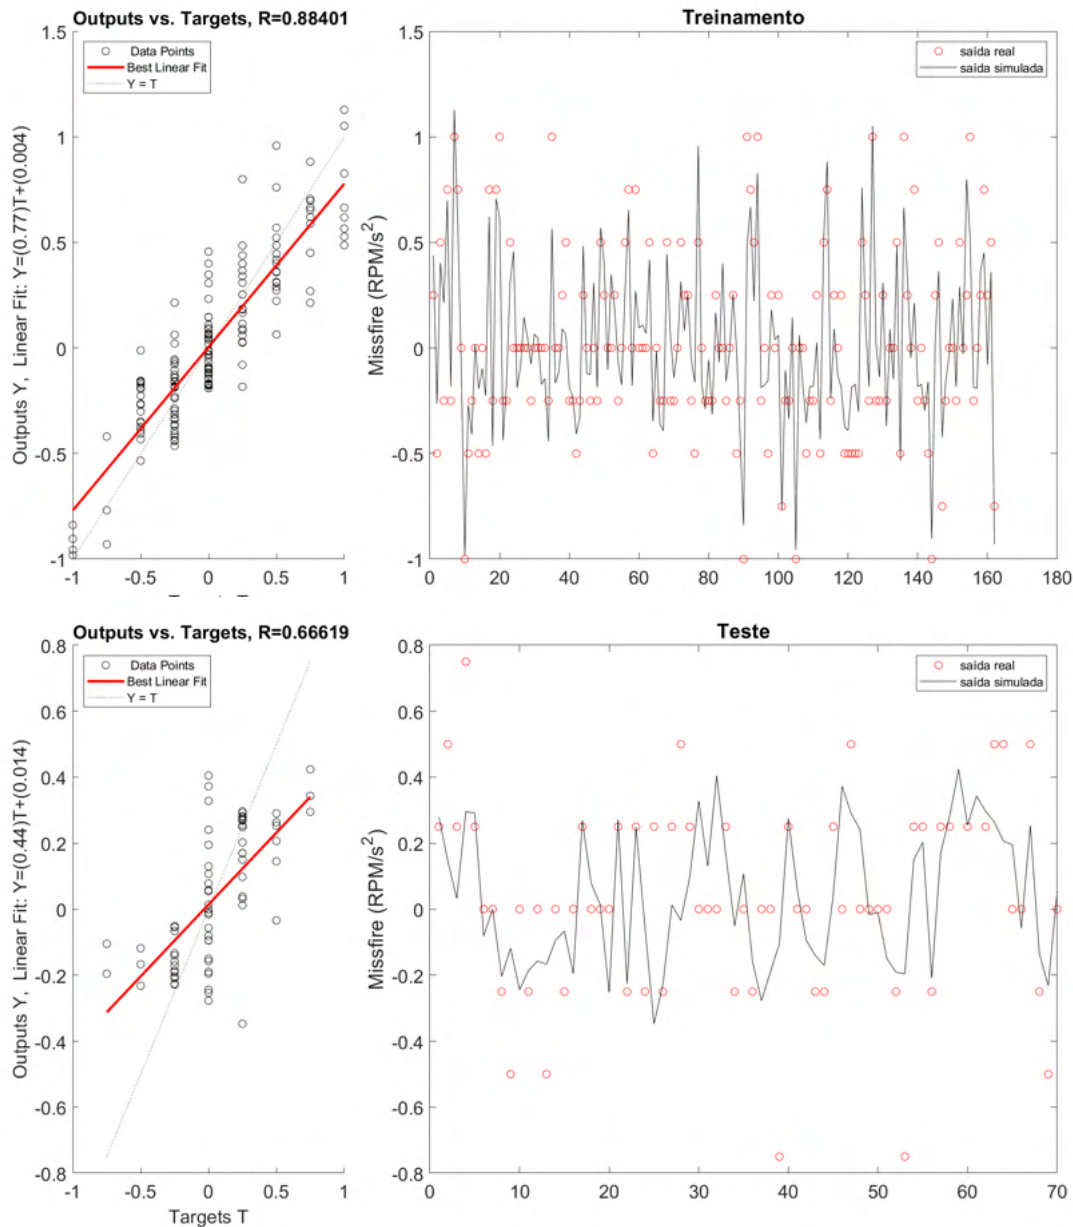 Outputs vs. Targets, R=0.88401
Data Points
Best Linear Fit
Y = T
Outputs Y, Linear Fit: Y=(0.77)T+(0.004)
1.5
1
0.5
0
-0.5
-1
-1 -0.5 0 0.5 1
Targets T
Treinamento
saída real
saída simulada
Missfire (RPM/s²)
1.5
1
0.5
0
-0.5
-1
0 20 40 60 80 100 120 140 160 180
Outputs vs. Targets, R=0.66619
Data Points
Best Linear Fit
Y = T
Outputs Y, Linear Fit: Y=(0.44)T+(0.014)
0.8
0.6
0.4
0.2
0
-0.2
-0.4
-0.6
-0.8
-1 -0.5 0 0.5 1
Targets T
Teste
saída real
saída simulada
Missfire (RPM/s²)
0.8
0.6
0.4
0.2
0
-0.2
-0.4
-0.6
-0.8
0 10 20 30 40 50 60 70